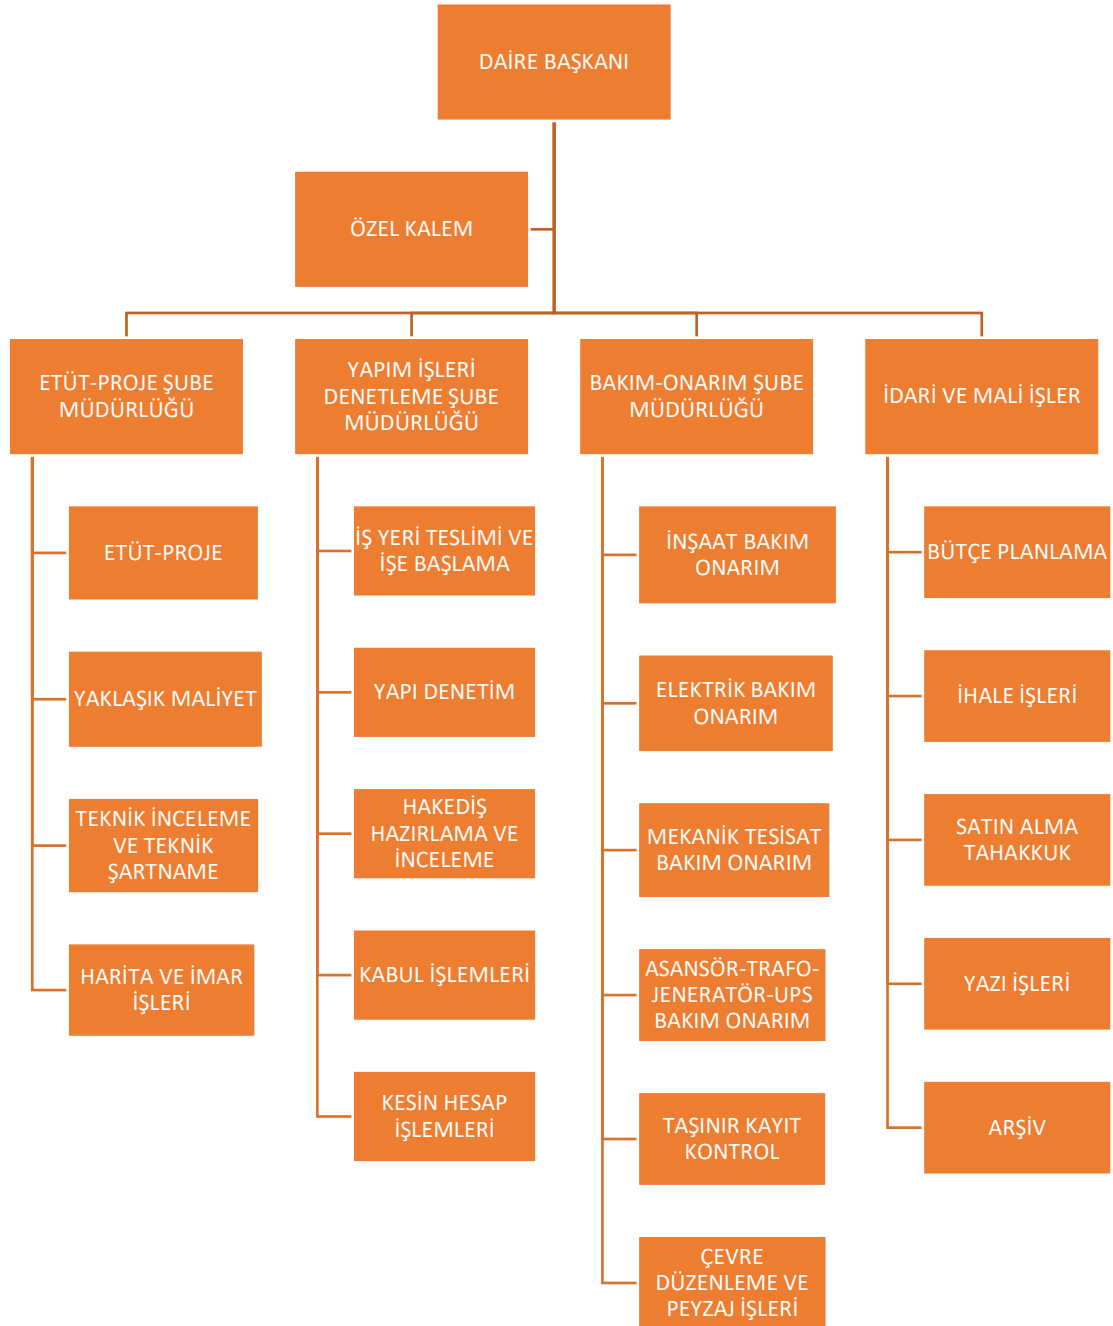 DAİRE BAŞKANI
ÖZEL KALEM
ETÜT-PROJE ŞUBE
MÜDÜRLÜĞÜ
ETÜT-PROJE
YAKLAŞIK MALİYET
TEKNİK İNCELEME
VE TEKNİK
ŞARTNAME
HARİTA VE İMAR
İŞLERİ
YAPIM İŞLERİ
DENETLEME ŞUBE
MÜDÜRLÜĞÜ
İŞ YERİ TESLİMİ VE
İŞE BAŞLAMA
YAPI DENETİM
HAKEDİŞ
HAZIRLAMA VE
İNCELEME
KABUL İŞLEMLERİ
KESİN HESAP
İŞLEMLERİ
BAKIM-ONARIM ŞUBE
MÜDÜRLÜĞÜ
İNŞAAT BAKIM
ONARIM
ELEKTRİK BAKIM
ONARIM
MEKANİK TESİSAT
BAKIM ONARIM
ASANSÖR-TRAFO-
JENERATÖR-UPS
BAKIM ONARIM
TAŞINIR KAYIT
KONTROL
ÇEVRE
DÜZENLEME VE
PEYZAJ İŞLERİ
İDARİ VE MALİ İŞLER
BÜTÇE PLANLAMA
İHALE İŞLERİ
SATIN ALMA
TAHAKKUK
YAZI İŞLERİ
ARŞİV